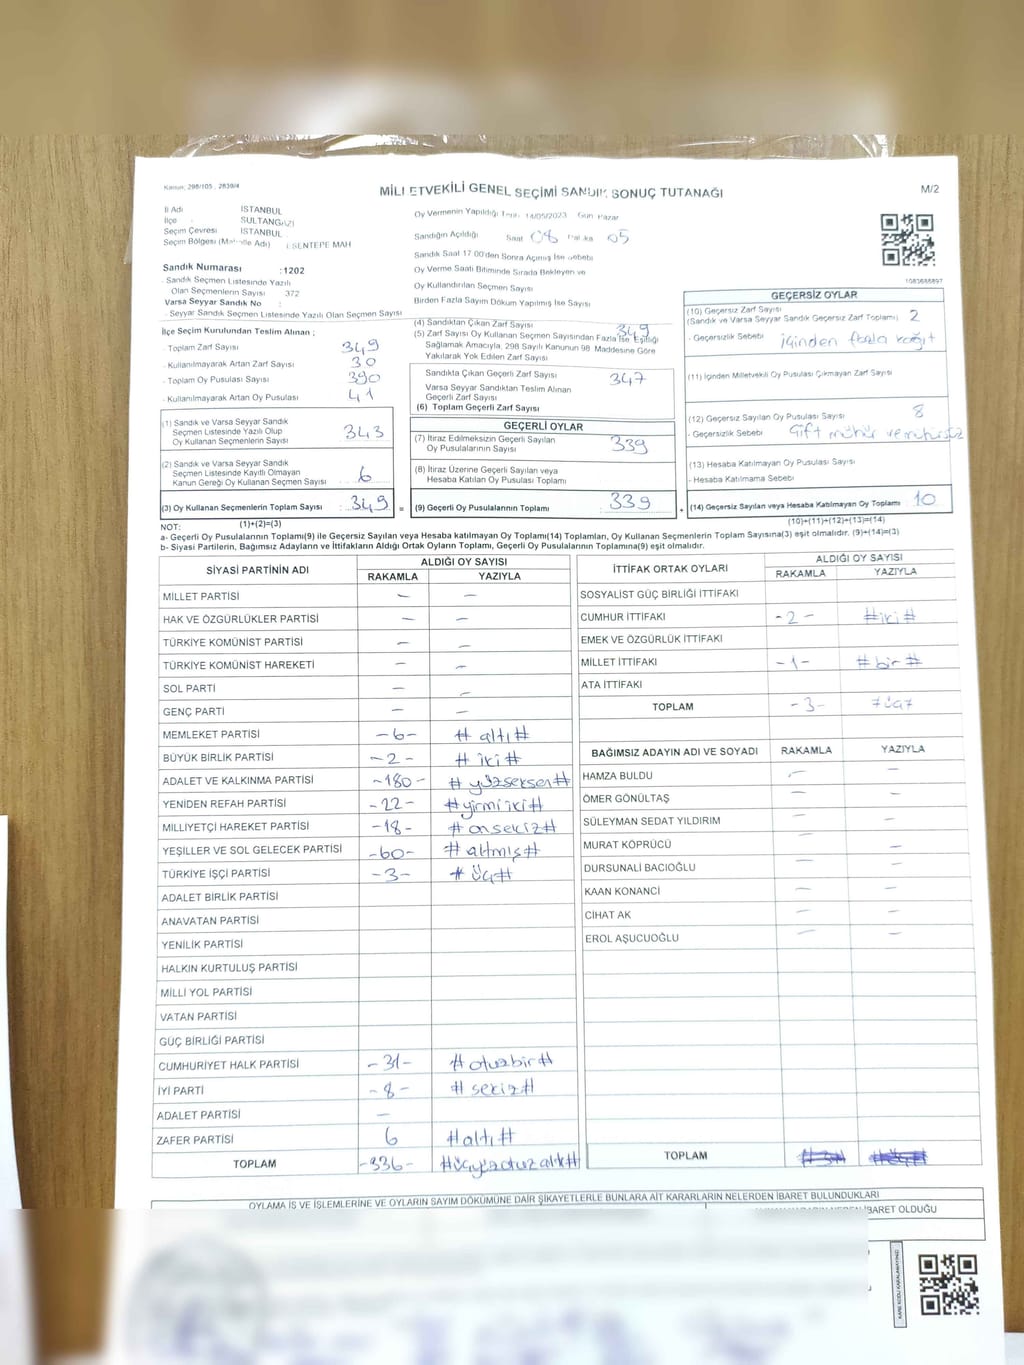 Kanun: 298/105 , 2839/4
MİLLETVEKİLİ GENEL SEÇİMİ SANDIK SONUÇ TUTANAĞI
M/2
İl Adı İSTANBUL
İlçe SULTANGAZİ
Seçim Çevresi İSTANBUL
Seçim Bölgesi (Mahalle Adı) ESENTEPE MAH
Sandık Numarası :1202
- Sandık Seçmen Listesinde Yazılı
Olan Seçmenlerin Sayısı : 372
Varsa Seyyar Sandık No :
- Seyyar Sandık Seçmen Listesinde Yazılı Olan Seçmen Sayısı
Oy Vermenin Yapıldığı Tarih 14/05/2023 Gün Pazar
Sandığın Açıldığı Saat 08 Dakika 05
Sandık Saat 17.00'den Sonra Açılmış İse Sebebi
Oy Verme Saati Bitiminde Sırada Bekleyen ve
Oy Kullandırılan Seçmen Sayısı
Birden Fazla Sayım Döküm Yapılmış İse Sayısı
1083686897
İlçe Seçim Kurulundan Teslim Alınan ;
- Toplam Zarf Sayısı 349
- Kullanılmayarak Artan Zarf Sayısı 30
- Toplam Oy Pusulası Sayısı 390
- Kullanılmayarak Artan Oy Pusulası 41
(1) Sandık ve Varsa Seyyar Sandık
Seçmen Listesinde Yazılı Olup
Oy Kullanan Seçmenlerin Sayısı 343
(2) Sandık ve Varsa Seyyar Sandık
Seçmen Listesinde Kayıtlı Olmayan
Kanun Gereği Oy Kullanan Seçmen Sayısı 6
(3) Oy Kullanan Seçmenlerin Toplam Sayısı : 349
(1)+(2)=(3)
(4) Sandıktan Çıkan Zarf Sayısı 349
(5) Zarf Sayısı Oy Kullanan Seçmen Sayısından Fazla İse Eşitliği
Sağlamak Amacıyla, 298 Sayılı Kanunun 98 Maddesine Göre
Yakılarak Yok Edilen Zarf Sayısı
Sandıkta Çıkan Geçerli Zarf Sayısı 347
Varsa Seyyar Sandıktan Teslim Alınan
Geçerli Zarf Sayısı
(6) Toplam Geçerli Zarf Sayısı
GEÇERLİ OYLAR
(7) İtiraz Edilmeksizin Geçerli Sayılan
Oy Pusulalarının Sayısı 339
(8) İtiraz Üzerine Geçerli Sayılan veya
Hesaba Katılan Oy Pusulası Toplamı
= (9) Geçerli Oy Pusulalarının Toplamı : 339
GEÇERSİZ OYLAR
(10) Geçersiz Zarf Sayısı
(Sandık ve Varsa Seyyar Sandık Geçersiz Zarf Toplamı) 2
- Geçersizlik Sebebi içinden fazla kağıt
(11) İçinden Milletvekili Oy Pusulası Çıkmayan Zarf Sayısı
(12) Geçersiz Sayılan Oy Pusulası Sayısı 8
- Geçersizlik Sebebi Çift mühür ve mühürsüz
(13) Hesaba Katılmayan Oy Pusulası Sayısı
- Hesaba Katılmama Sebebi
+ (14) Geçersiz Sayılan veya Hesaba Katılmayan Oy Toplamı 10
(10)+(11)+(12)+(13)=(14)
NOT:
a- Geçerli Oy Pusulalarının Toplamı(9) ile Geçersiz Sayılan veya Hesaba katılmayan Oy Toplamı(14) Toplamları, Oy Kullanan Seçmenlerin Toplam Sayısına(3) eşit olmalıdır. (9)+(14)=(3)
b- Siyasi Partilerin, Bağımsız Adayların ve İttifakların Aldığı Ortak Oyların Toplamı, Geçerli Oy Pusulalarının Toplamına(9) eşit olmalıdır.
SİYASİ PARTİNİN ADI ALDIĞI OY SAYISI
RAKAMLA YAZIYLA
MİLLET PARTİSİ — —
HAK VE ÖZGÜRLÜKLER PARTİSİ — —
TÜRKİYE KOMÜNİST PARTİSİ — —
TÜRKİYE KOMÜNİST HAREKETİ — —
SOL PARTİ — —
GENÇ PARTİ — —
MEMLEKET PARTİSİ -6- # altı #
BÜYÜK BİRLİK PARTİSİ -2- # iki #
ADALET VE KALKINMA PARTİSİ -180- # yüzseksen #
YENİDEN REFAH PARTİSİ -22- # yirmiiki #
MİLLİYETÇİ HAREKET PARTİSİ -18- # onsekiz #
YEŞİLLER VE SOL GELECEK PARTİSİ -60- # altmış #
TÜRKİYE İŞÇİ PARTİSİ -3- # üç #
ADALET BİRLİK PARTİSİ
ANAVATAN PARTİSİ
YENİLİK PARTİSİ
HALKIN KURTULUŞ PARTİSİ
MİLLİ YOL PARTİSİ
VATAN PARTİSİ
GÜÇ BİRLİĞİ PARTİSİ
CUMHURİYET HALK PARTİSİ -31- # otuzbir #
İYİ PARTİ -8- # sekiz #
ADALET PARTİSİ —
ZAFER PARTİSİ 6 # altı #
TOPLAM -336- # üçyüzotuzaltı #
İTTİFAK ORTAK OYLARI ALDIĞI OY SAYISI
RAKAMLA YAZIYLA
SOSYALİST GÜÇ BİRLİĞİ İTTİFAKI
CUMHUR İTTİFAKI -2- # iki #
EMEK VE ÖZGÜRLÜK İTTİFAKI
MİLLET İTTİFAKI -1- # bir #
ATA İTTİFAKI
TOPLAM -3- # üç #
BAĞIMSIZ ADAYIN ADI VE SOYADI RAKAMLA YAZIYLA
HAMZA BULDU — —
ÖMER GÖNÜLTAŞ — —
SÜLEYMAN SEDAT YILDIRIM — —
MURAT KÖPRÜCÜ — —
DURSUNALİ BACIOĞLU — —
KAAN KONANCİ — —
CİHAT AK — —
EROL AŞUCUOĞLU — —
TOPLAM
OYLAMA İŞ VE İŞLEMLERİNE VE OYLARIN SAYIM DÖKÜMÜNE DAİR ŞİKAYETLERLE BUNLARA AİT KARARLARIN NELERDEN İBARET BULUNDUKLARI
İBARET OLDUĞU